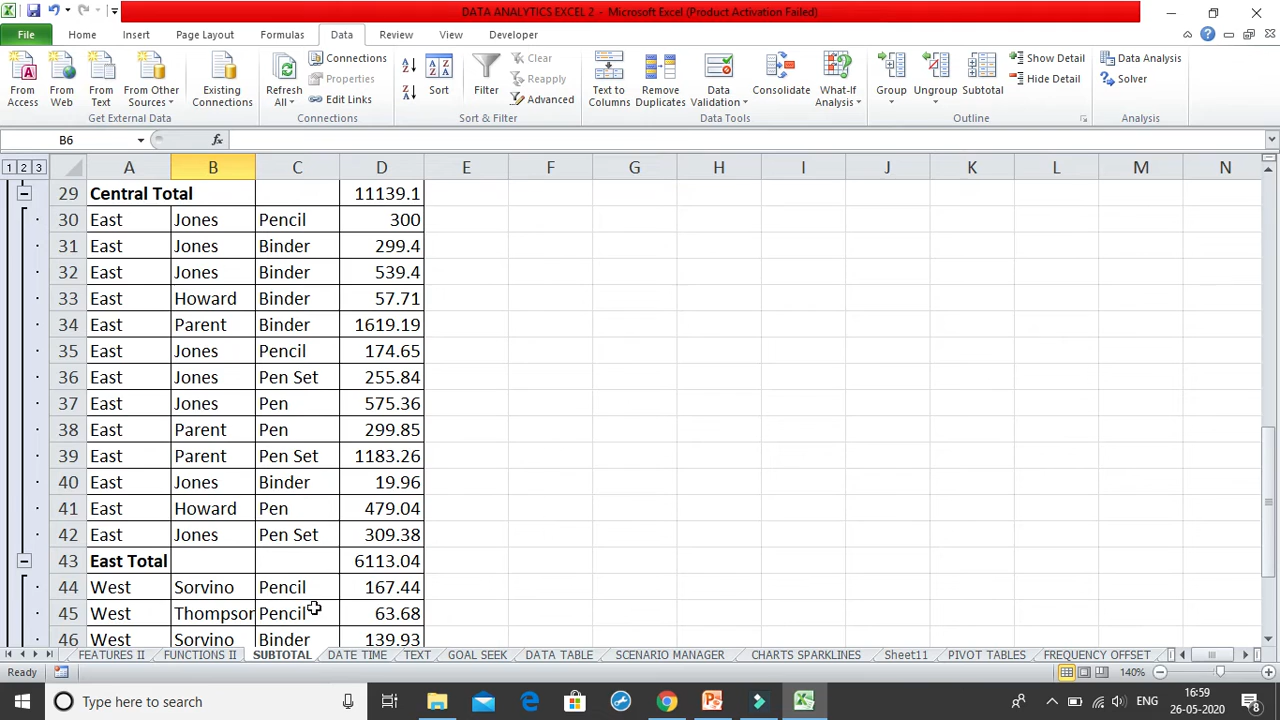 DATA ANALYTICS EXCEL 2 - Microsoft Excel (Product Activation Failed)
File Home Insert Page Layout Formulas Data Review View Developer
From Access
From Web
From Text
From Other Sources
Existing Connections
Get External Data
Refresh All
Connections
Properties
Edit Links
Connections
Sort
Filter
Clear
Reapply
Advanced
Sort & Filter
Text to Columns
Remove Duplicates
Data Validation
Consolidate
What-If Analysis
Data Tools
Group
Ungroup
Subtotal
Show Detail
Hide Detail
Outline
Data Analysis
Solver
Analysis
B6 fx
1 2 3 A B C D E F G H I J K L M N
29 Central Total 11139.1
30 East Jones Pencil 300
31 East Jones Binder 299.4
32 East Jones Binder 539.4
33 East Howard Binder 57.71
34 East Parent Binder 1619.19
35 East Jones Pencil 174.65
36 East Jones Pen Set 255.84
37 East Jones Pen 575.36
38 East Parent Pen 299.85
39 East Parent Pen Set 1183.26
40 East Jones Binder 19.96
41 East Howard Pen 479.04
42 East Jones Pen Set 309.38
43 East Total 6113.04
44 West Sorvino Pencil 167.44
45 West Thompson Pencil 63.68
46 West Sorvino Binder 139.93
FEATURES II FUNCTIONS II SUBTOTAL DATE TIME TEXT GOAL SEEK DATA TABLE SCENARIO MANAGER CHARTS SPARKLINES Sheet11 PIVOT TABLES FREQUENCY OFFSET
Ready 140%
Type here to search ENG 16:59
26-05-2020 8